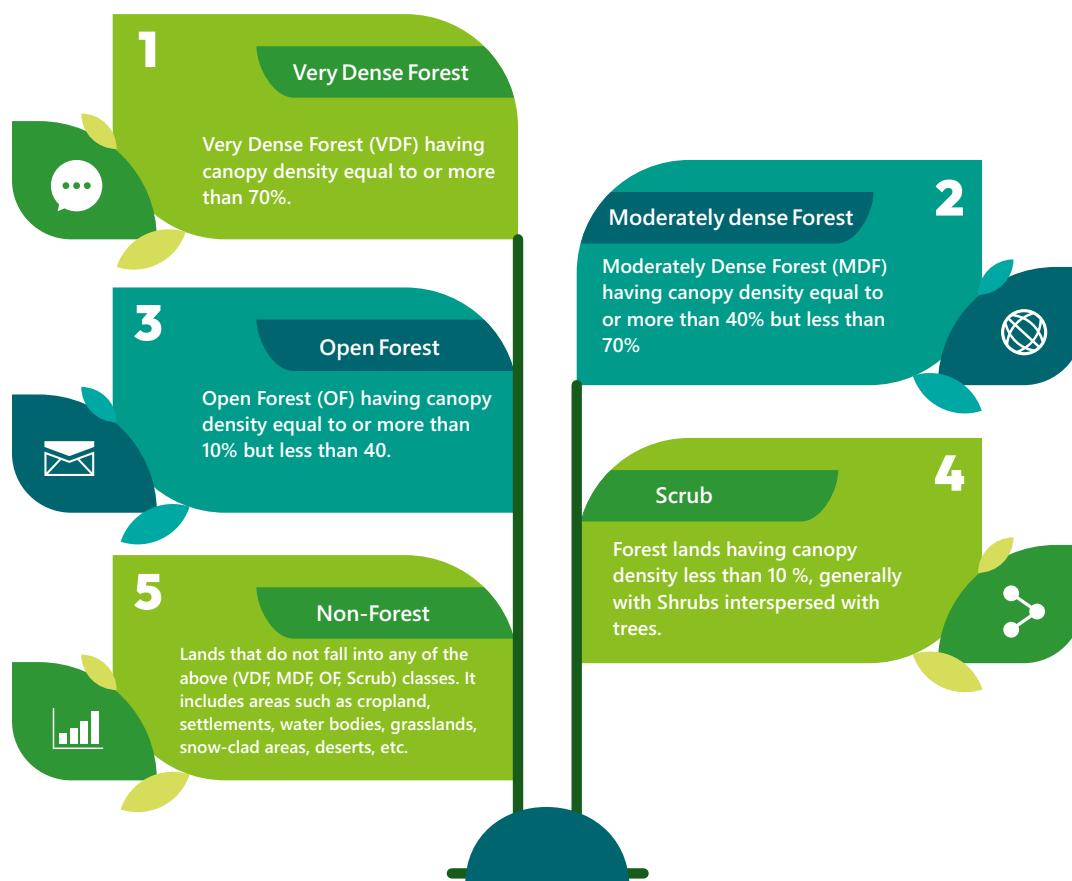 1
Very Dense Forest
Very Dense Forest (VDF) having
canopy density equal to or more
than 70%.
2
Moderately dense Forest
Moderately Dense Forest (MDF)
having canopy density equal to
or more than 40% but less than
70%
3
Open Forest
Open Forest (OF) having canopy
density equal to or more than
10% but less than 40.
4
Scrub
Forest lands having canopy
density less than 10 %, generally
with Shrubs interspersed with
trees.
5
Non-Forest
Lands that do not fall into any of the
above (VDF, MDF, OF, Scrub) classes. It
includes areas such as cropland,
settlements, water bodies, grasslands,
snow-clad areas, deserts, etc.